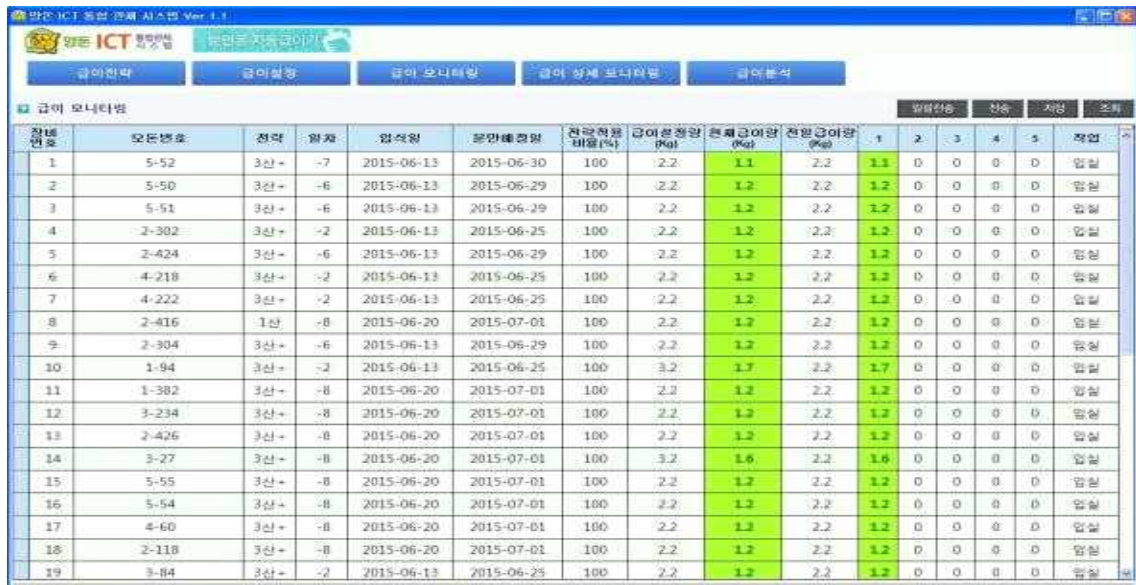 양돈 ICT 통합 관제 시스템 Ver 1.1
양돈 ICT
분만돈 자동급이기
급이전략 급이설정 급이 모니터링 급이 상세 모니터링 급이분석
급이 모니터링 알람전송 전송 저장 조회
장비번호 모돈번호 전략 일차 입식일 분만예정일 전략적용비율(%) 급이설정량(Kg) 현재급이량(Kg) 전일급이량(Kg) 1 2 3 4 5 작업
1 5-52 3산+ -7 2015-06-13 2015-06-30 100 2.2 1.1 2.2 1.1 0 0 0 0 입실
2 5-50 3산+ -6 2015-06-13 2015-06-29 100 2.2 1.2 2.2 1.2 0 0 0 0 입실
3 5-51 3산+ -6 2015-06-13 2015-06-29 100 2.2 1.2 2.2 1.2 0 0 0 0 입실
4 2-302 3산+ -2 2015-06-13 2015-06-25 100 2.2 1.2 2.2 1.2 0 0 0 0 입실
5 2-424 3산+ -6 2015-06-13 2015-06-29 100 2.2 1.2 2.2 1.2 0 0 0 0 입실
6 4-218 3산+ -2 2015-06-13 2015-06-25 100 2.2 1.2 2.2 1.2 0 0 0 0 입실
7 4-222 3산+ -2 2015-06-13 2015-06-25 100 2.2 1.2 2.2 1.2 0 0 0 0 입실
8 2-416 1산 -8 2015-06-20 2015-07-01 100 2.2 1.2 2.2 1.2 0 0 0 0 입실
9 2-304 3산+ -6 2015-06-13 2015-06-29 100 2.2 1.2 2.2 1.2 0 0 0 0 입실
10 1-94 3산+ -2 2015-06-13 2015-06-25 100 3.2 1.7 2.2 1.7 0 0 0 0 입실
11 1-382 3산+ -8 2015-06-20 2015-07-01 100 2.2 1.2 2.2 1.2 0 0 0 0 입실
12 3-234 3산+ -8 2015-06-20 2015-07-01 100 2.2 1.2 2.2 1.2 0 0 0 0 입실
13 2-426 3산+ -8 2015-06-20 2015-07-01 100 2.2 1.2 2.2 1.2 0 0 0 0 입실
14 3-27 3산+ -8 2015-06-20 2015-07-01 100 3.2 1.6 2.2 1.6 0 0 0 0 입실
15 5-55 3산+ -8 2015-06-20 2015-07-01 100 2.2 1.2 2.2 1.2 0 0 0 0 입실
16 5-54 3산+ -8 2015-06-20 2015-07-01 100 2.2 1.2 2.2 1.2 0 0 0 0 입실
17 4-60 3산+ -8 2015-06-20 2015-07-01 100 2.2 1.2 2.2 1.2 0 0 0 0 입실
18 2-118 3산+ -8 2015-06-20 2015-07-01 100 2.2 1.2 2.2 1.2 0 0 0 0 입실
19 3-84 3산+ -2 2015-06-13 2015-06-25 100 2.2 1.2 2.2 1.2 0 0 0 0 입실